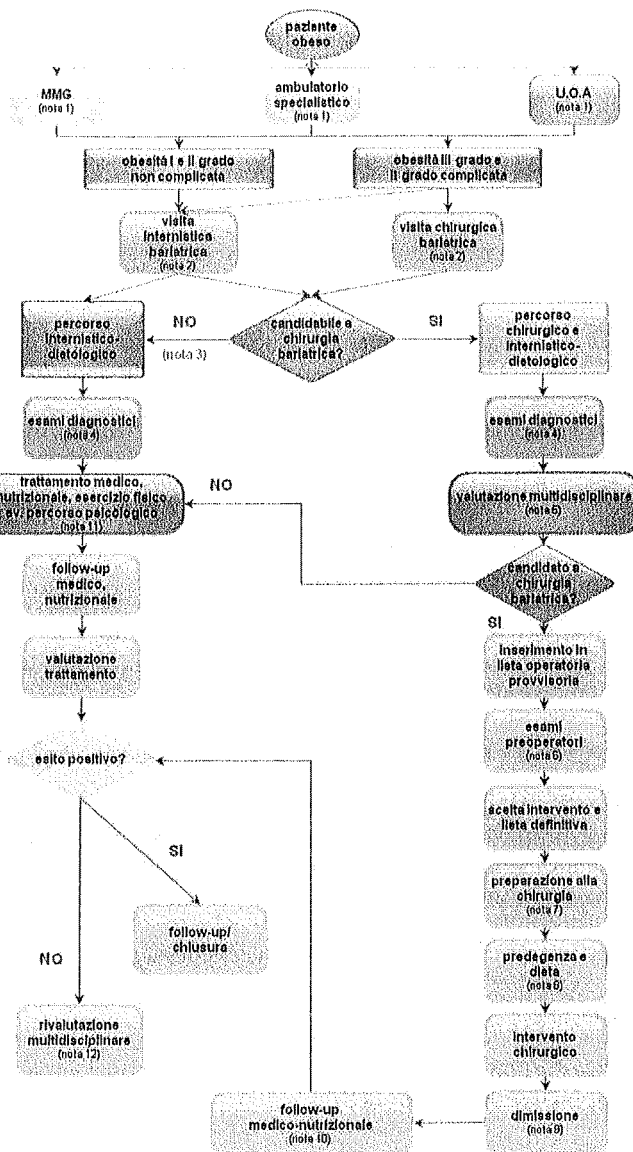 paziente
obeso
MMG
(nota 1)
ambulatorio
specialistico
(nota 1)
U.O.A
(nota 1)
obesità I e II grado
non complicata
obesità III grado e
II grado complicata
visita
internistica
bariatrica
(nota 2)
visita chirurgica
bariatrica
(nota 2)
percorso
internistico-
dietologico
NO
(nota 3)
candidabile a
chirurgia
bariatrica?
SI
percorso
chirurgico e
internistico-
dietologico
esami diagnostici
(nota 4)
esami diagnostici
(nota 4)
trattamento medico,
nutrizionale, esercizio fisico
ev. percorso psicologico
(nota 11)
NO
valutazione multidisciplinare
(nota 5)
follow-up
medico,
nutrizionale
candidato a
chirurgia
bariatrica?
SI
valutazione
trattamento
inserimento in
lista operatoria
provvisoria
esito positivo?
esami
preoperatori
(nota 6)
scelta intervento e
lista definitiva
SI
preparazione alla
chirurgia
(nota 7)
follow-up/
chiusura
NO
predegenza e
dieta
(nota 8)
rivalutazione
multidisciplinare
(nota 12)
intervento
chirurgico
follow-up
medico-nutrizionale
(nota 10)
dimissione
(nota 9)